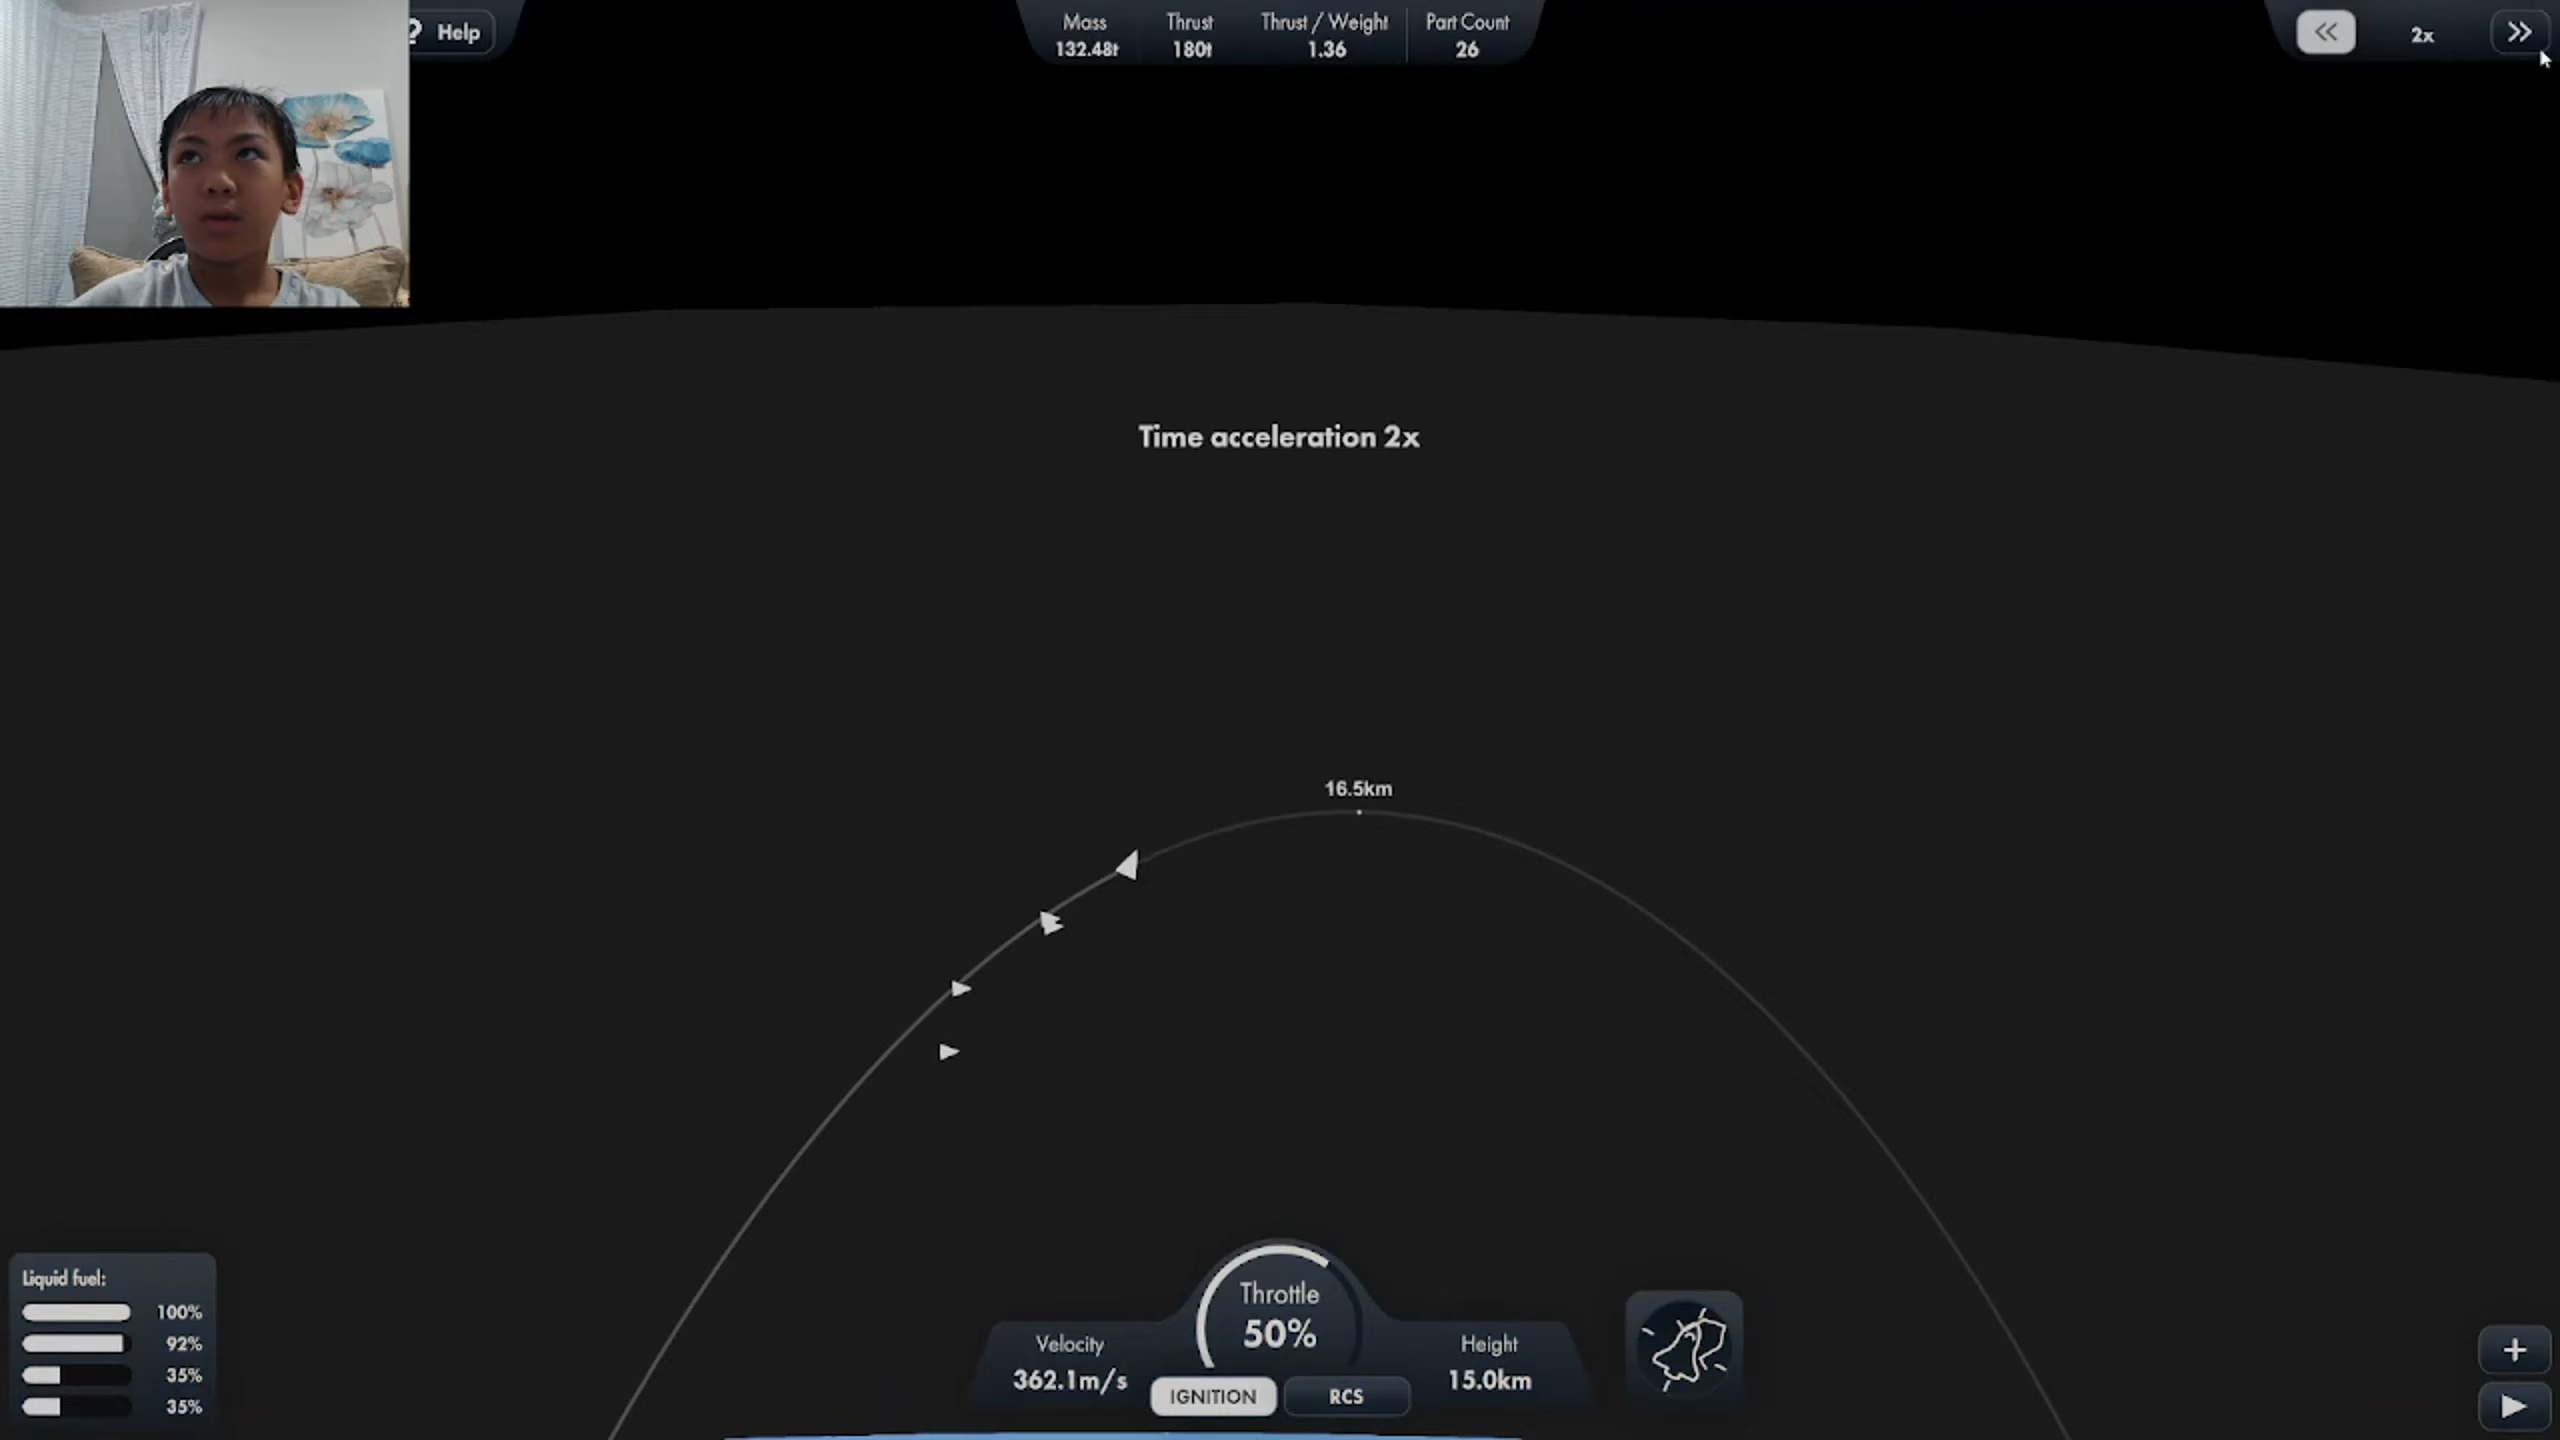 ? Help
Mass Thrust Thrust / Weight Part Count
132.48t 180t 1.36 26
2x
Time acceleration 2x
16.5km
Liquid fuel:
100%
92%
35%
35%
Throttle
50%
Velocity
362.1m/s
Height
15.0km
IGNITION RCS